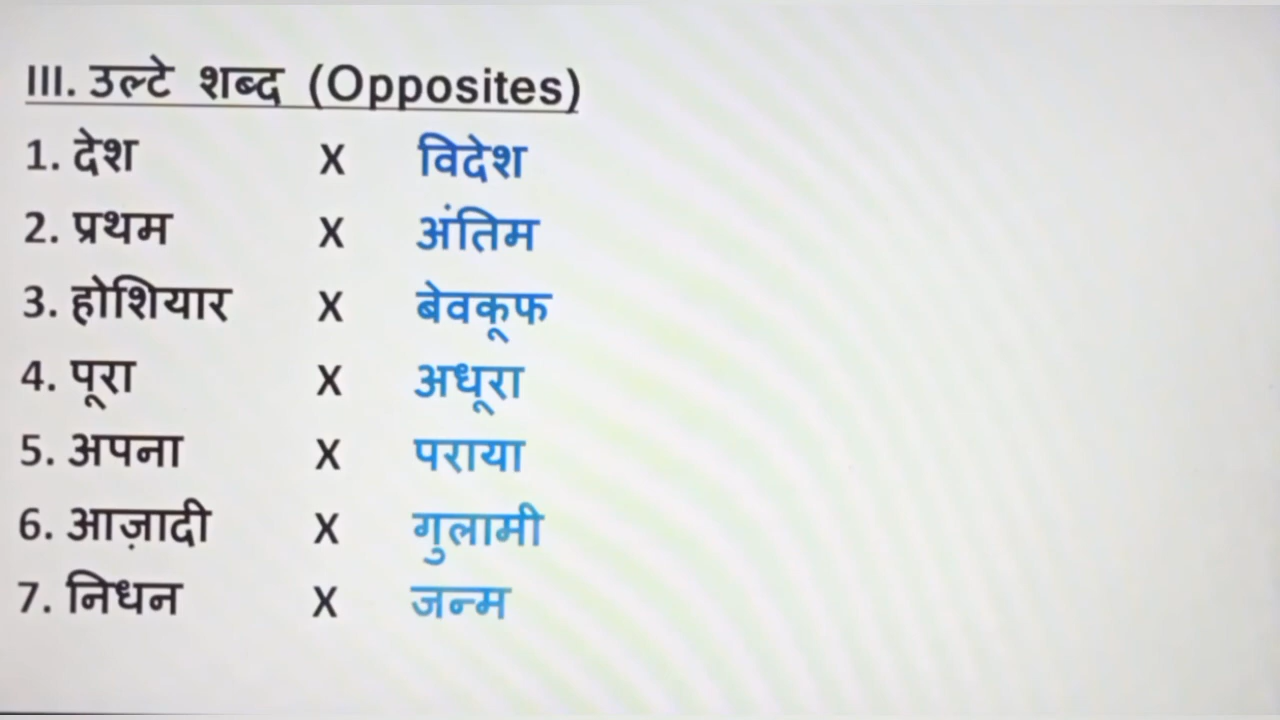 III. उल्टे शब्द (Opposites)
1. देश X विदेश
2. प्रथम X अंतिम
3. होशियार X बेवकूफ
4. पूरा X अधूरा
5. अपना X पराया
6. आज़ादी X गुलामी
7. निधन X जन्म